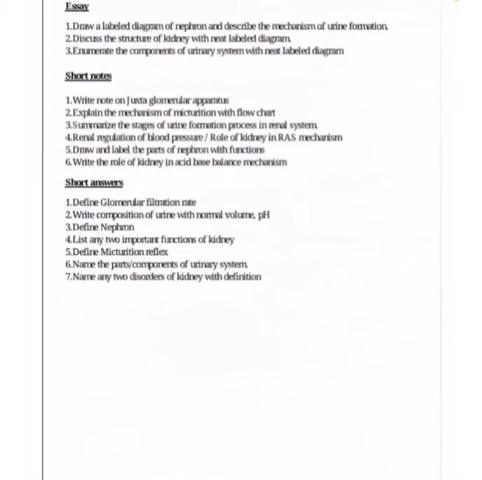 Essay
1.Draw a labeled diagram of nephron and describe the mechanism of urine formation.
2.Discuss the structure of kidney with neat labeled diagram.
3.Enumerate the components of urinary system with neat labeled diagram
Short notes
1.Write note on Juxta glomerular apparatus
2.Explain the mechanism of micturition with flow chart
3.Summarize the stages of urine formation process in renal system.
4.Renal regulation of blood pressure / Role of kidney in RAS mechanism
5.Draw and label the parts of nephron with functions
6.Write the role of kidney in acid base balance mechanism
Short answers
1.Define Glomerular filtration rate
2.Write composition of urine with normal volume, pH
3.Define Nephron
4.List any two important functions of kidney
5.Define Micturition reflex
6.Name the parts/components of urinary system.
7.Name any two disorders of kidney with definition